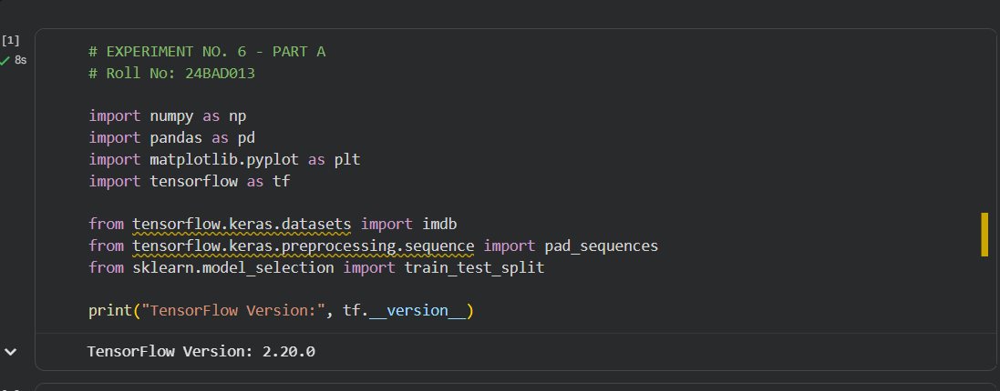 [1]
8s
# EXPERIMENT NO. 6 - PART A
# Roll No: 24BAD013
import numpy as np
import pandas as pd
import matplotlib.pyplot as plt
import tensorflow as tf
from tensorflow.keras.datasets import imdb
from tensorflow.keras.preprocessing.sequence import pad_sequences
from sklearn.model_selection import train_test_split
print("TensorFlow Version:", tf.__version__)
TensorFlow Version: 2.20.0